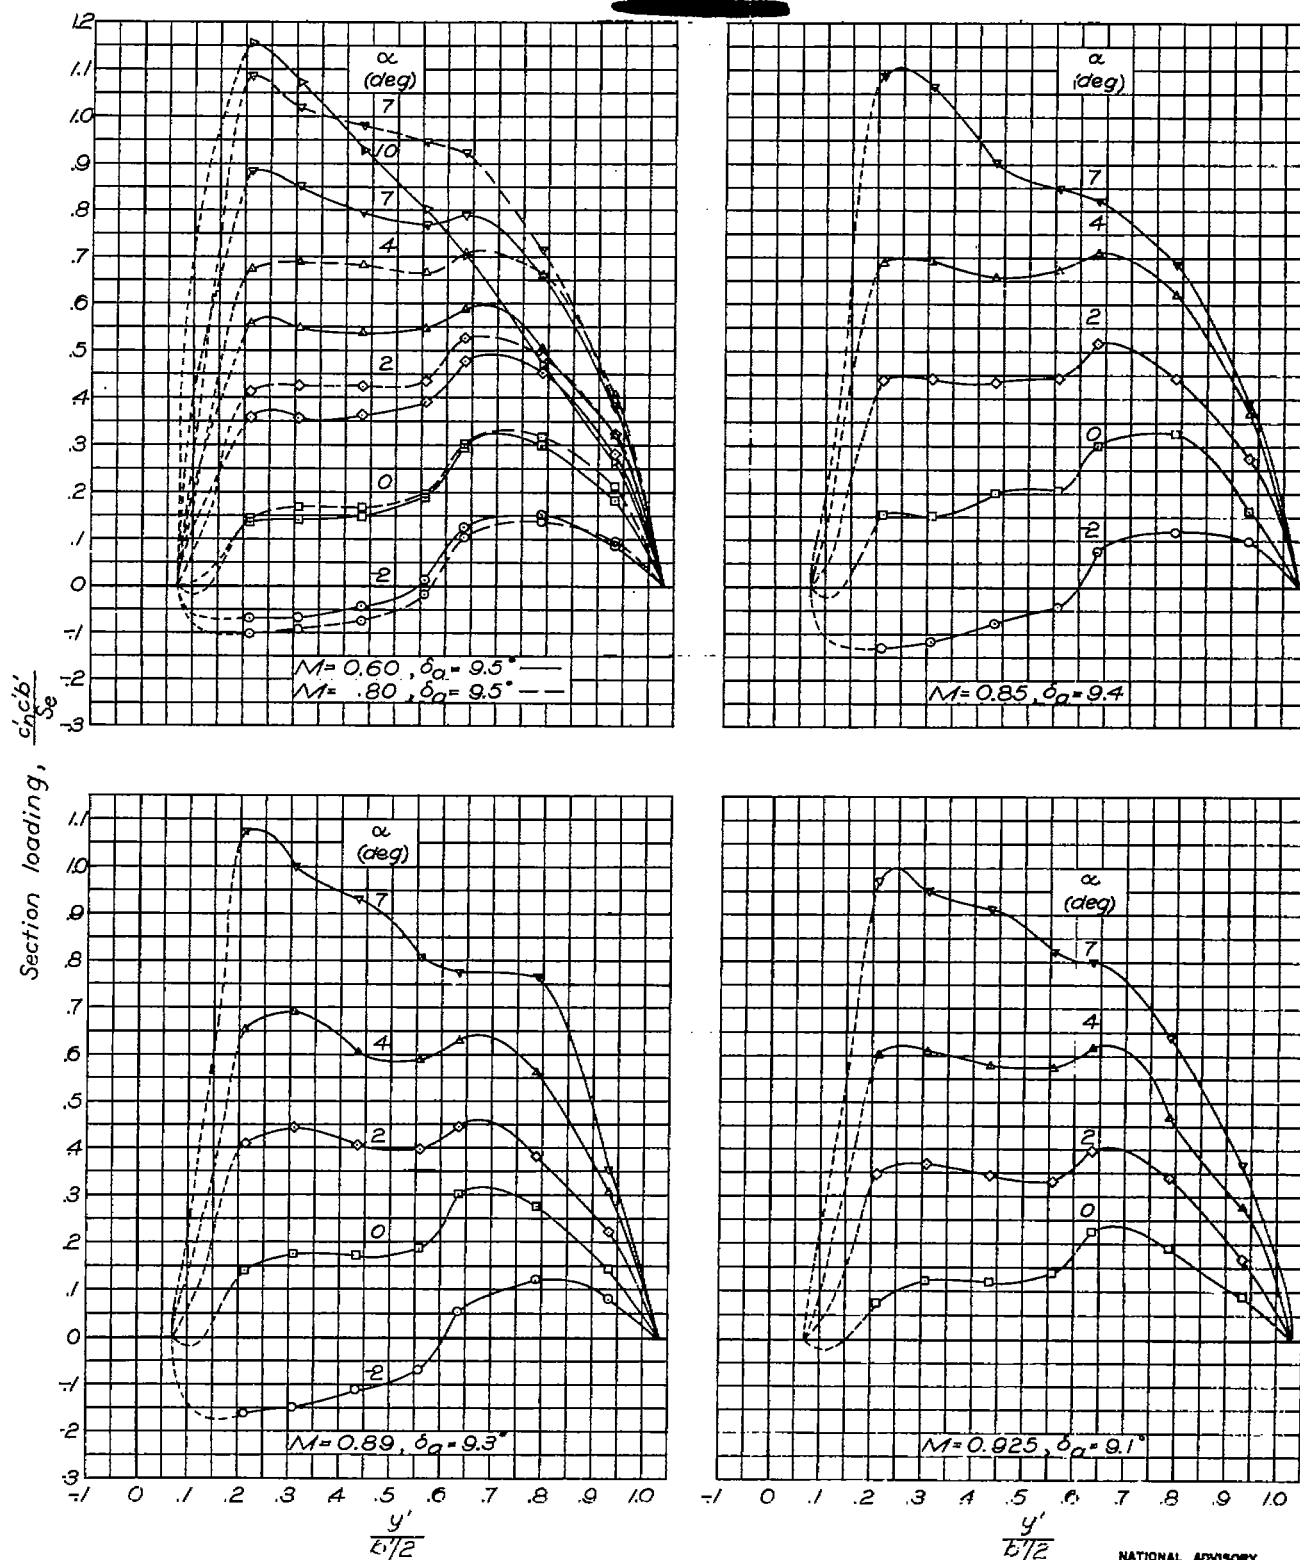 1.2
1.1
1.0
.9
.8
.7
.6
.5
.4
.3
.2
.1
0
-.1
-.2
-.3
α
(deg)
7
10
7
4
2
0
-2
M=0.60, δa=9.5°
M= .80, δa=9.5°
α
(deg)
7
4
2
0
-2
M=0.85, δa=9.4
Section loading, c'n c'b'/Se
1.1
1.0
.9
.8
.7
.6
.5
.4
.3
.2
.1
0
-.1
-.2
-.3
α
(deg)
7
4
2
0
-2
M=0.89, δa=9.3°
-.1 0 .1 .2 .3 .4 .5 .6 .7 .8 .9 1.0
y'
b'/2
α
(deg)
7
4
2
0
M=0.925, δa=9.1°
-.1 0 .1 .2 .3 .4 .5 .6 .7 .8 .9 1.0
y'
b'/2
NATIONAL ADVISORY